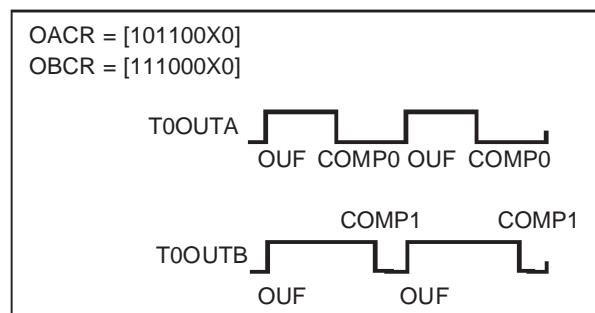 OACR = [101100X0]
OBCR = [111000X0]
T0OUTA
OUF COMP0 OUF COMP0
COMP1 COMP1
T0OUTB
OUF OUF